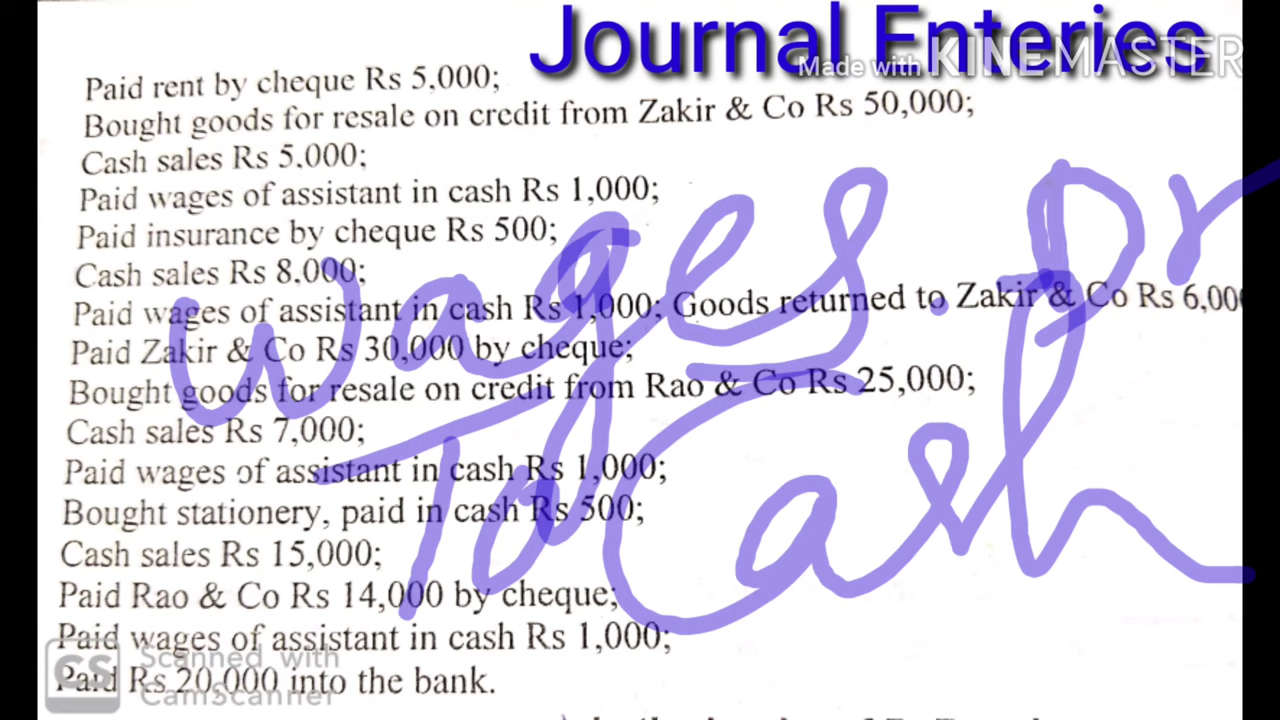 Journal Enteries
Made with KINEMASTER
Paid rent by cheque Rs 5,000;
Bought goods for resale on credit from Zakir & Co Rs 50,000;
Cash sales Rs 5,000;
Paid wages of assistant in cash Rs 1,000;
Paid insurance by cheque Rs 500;
Cash sales Rs 8,000;
Paid wages of assistant in cash Rs 1,000; Goods returned to Zakir & Co Rs 6,00
Paid Zakir & Co Rs 30,000 by cheque;
Bought goods for resale on credit from Rao & Co Rs 25,000;
Cash sales Rs 7,000;
Paid wages of assistant in cash Rs 1,000;
Bought stationery, paid in cash Rs 500;
Cash sales Rs 15,000;
Paid Rao & Co Rs 14,000 by cheque;
Paid wages of assistant in cash Rs 1,000;
Paid Rs 20,000 into the bank.
Wages. Dr
To Cash
CS Scanned with
CamScanner